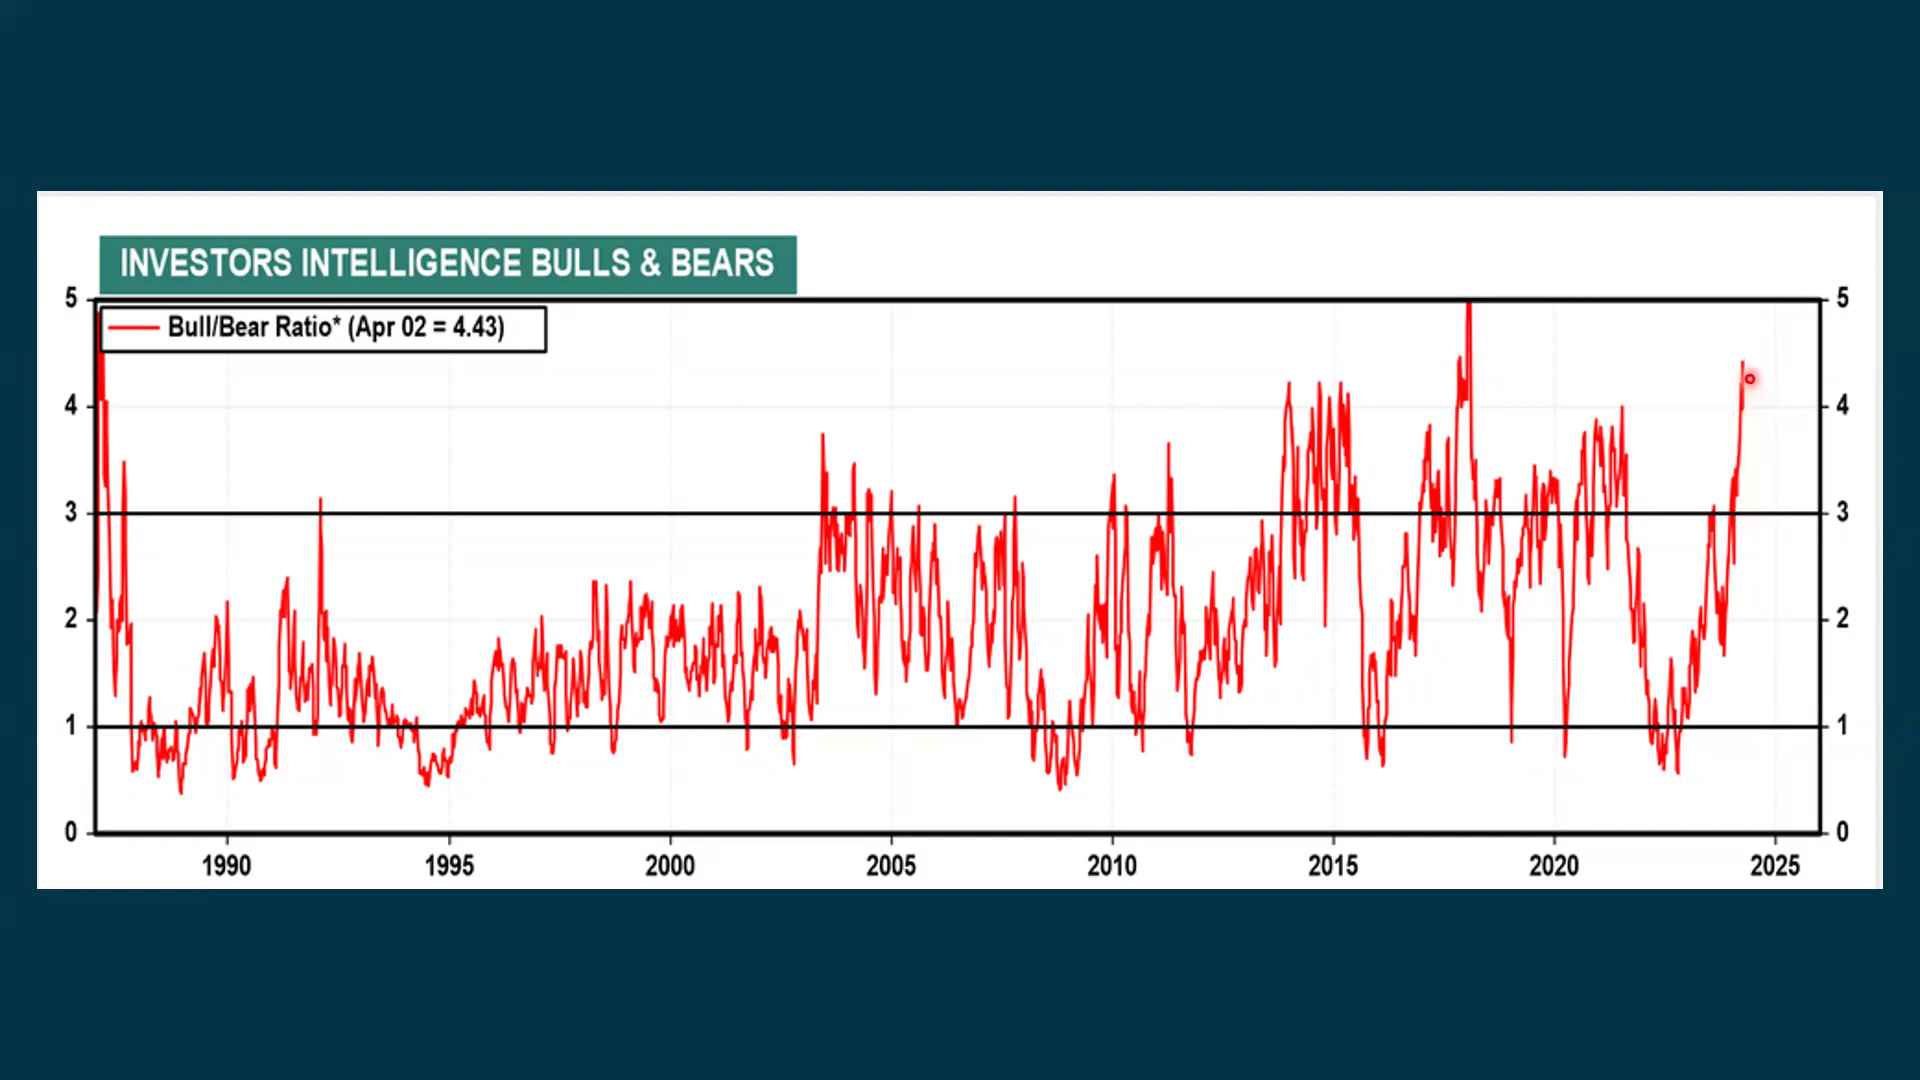 INVESTORS INTELLIGENCE BULLS & BEARS
Bull/Bear Ratio* (Apr 02 = 4.43)
5 5
4 4
3 3
2 2
1 1
0 0
1990 1995 2000 2005 2010 2015 2020 2025